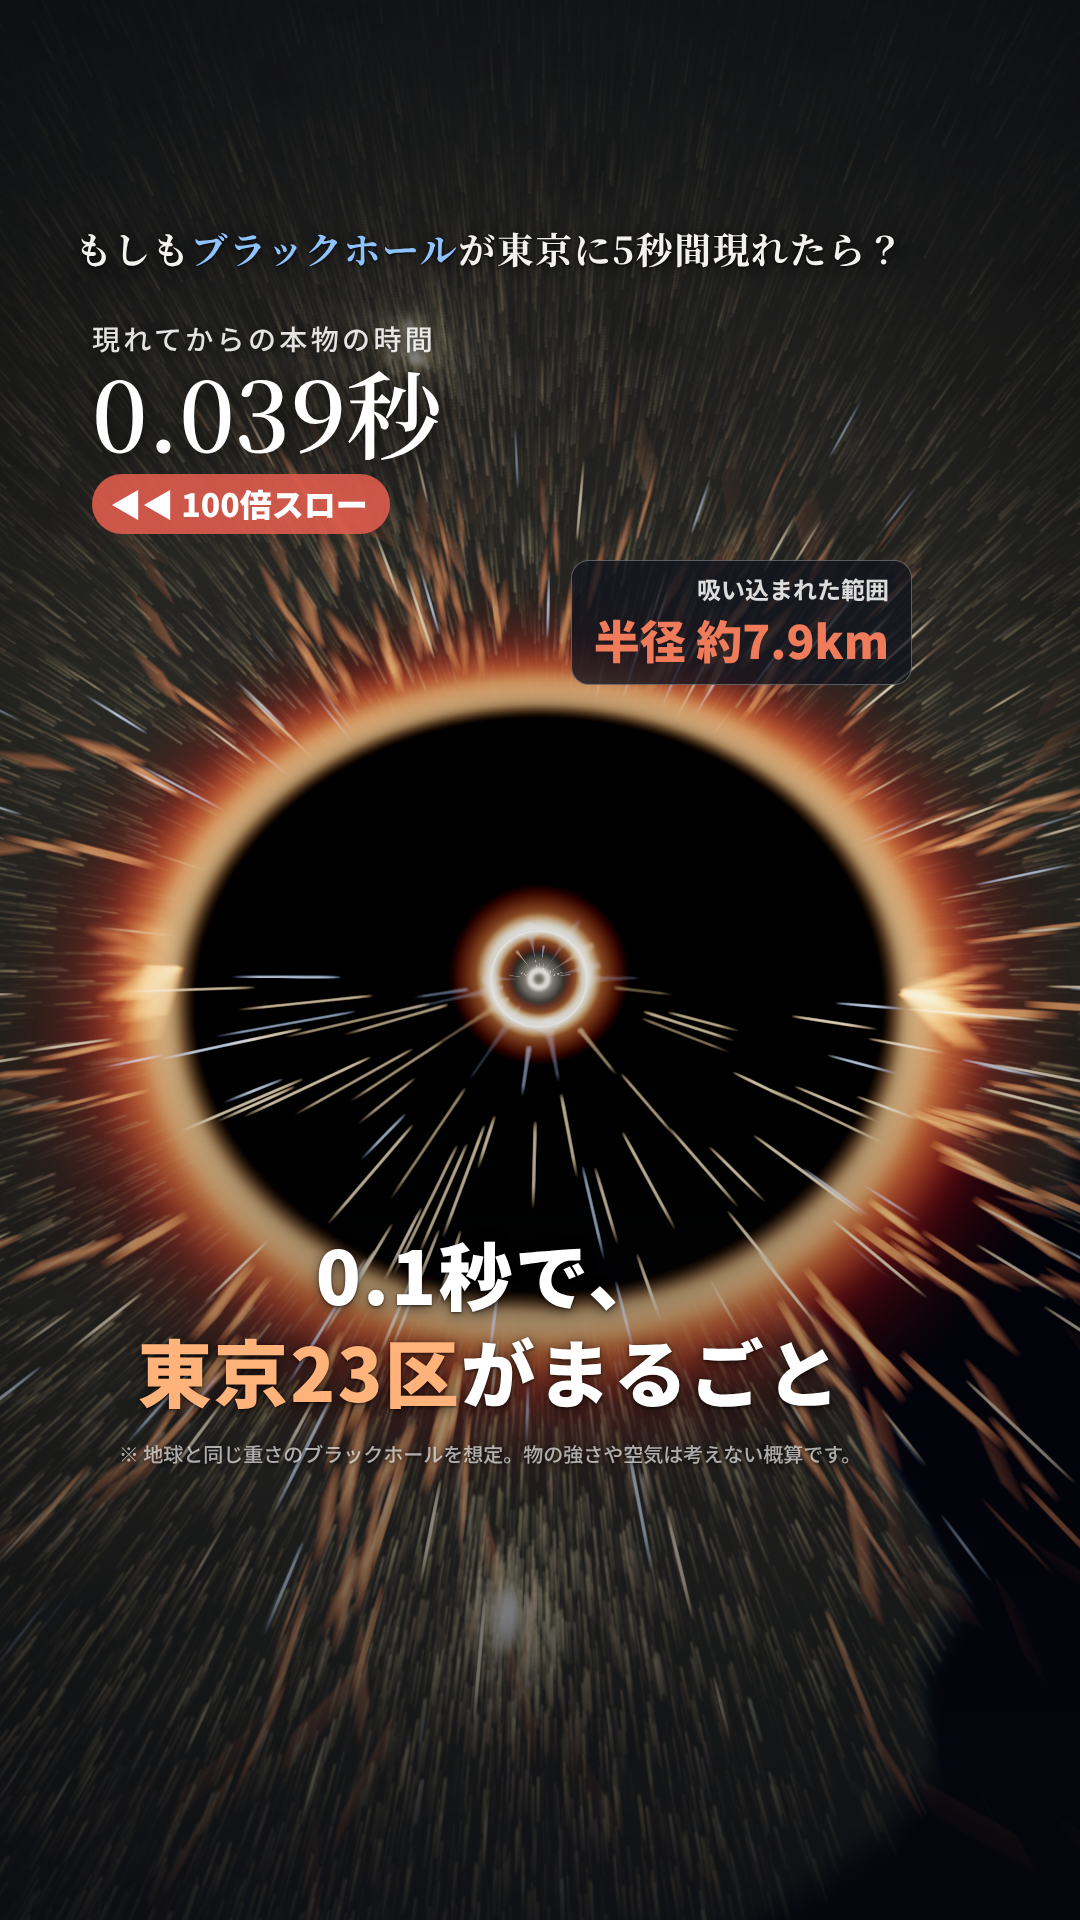 もしもブラックホールが東京に5秒間現れたら？
現れてからの本物の時間
0.039秒
◀◀ 100倍スロー
吸い込まれた範囲
半径 約7.9km
0.1秒で、
東京23区がまるごと
※ 地球と同じ重さのブラックホールを想定。物の強さや空気は考えない概算です。